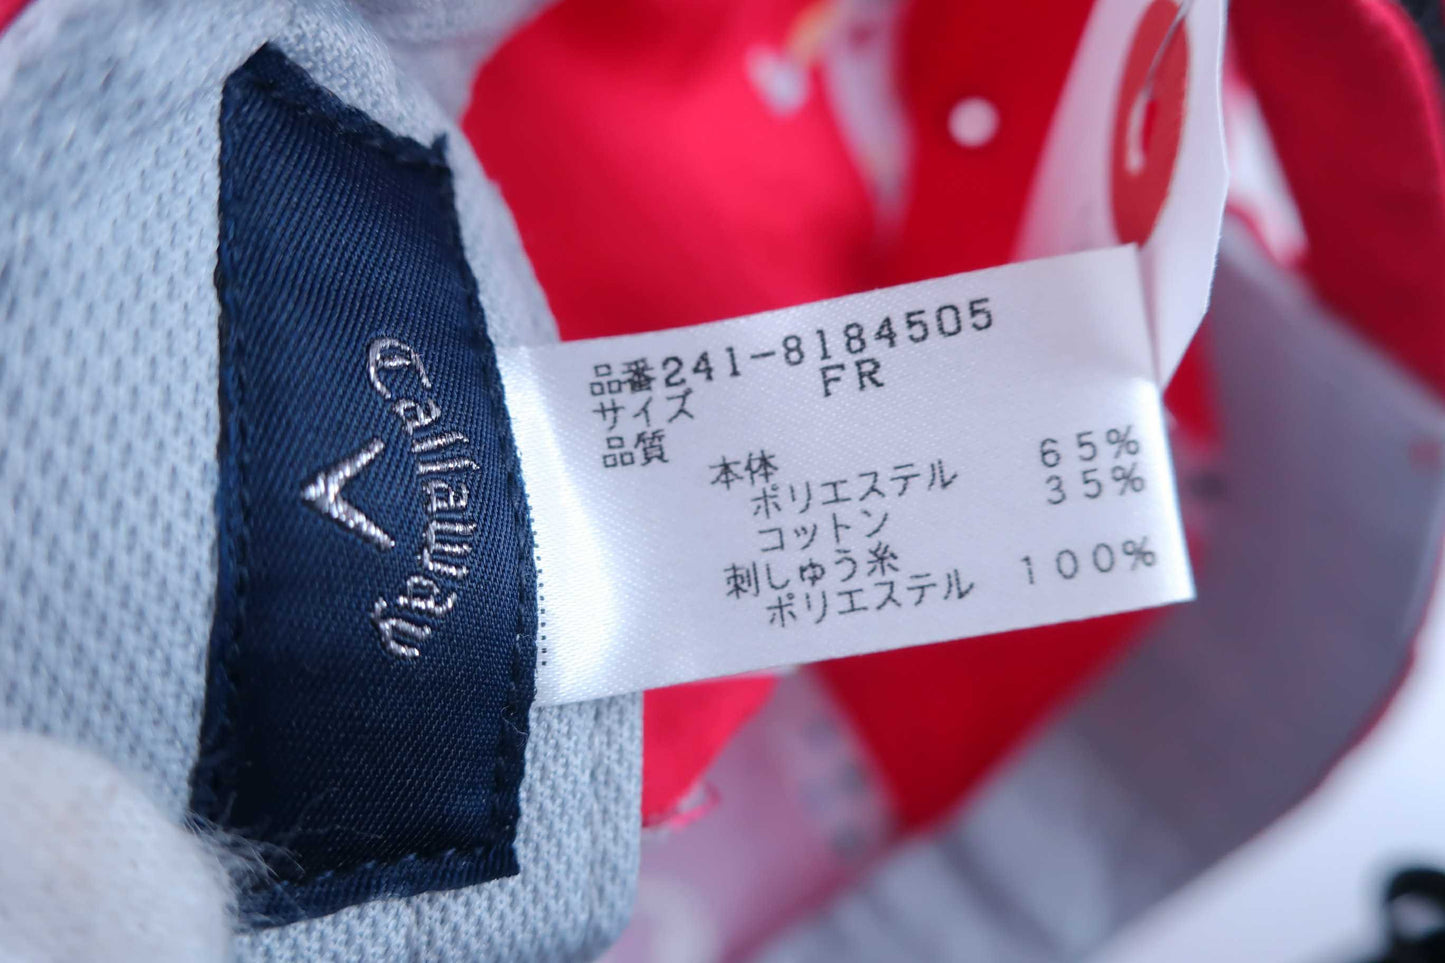 Callaway
品番241-8184505
サイズ FR
品質
本体
ポリエステル 65%
コットン 35%
刺しゅう糸
ポリエステル 100%